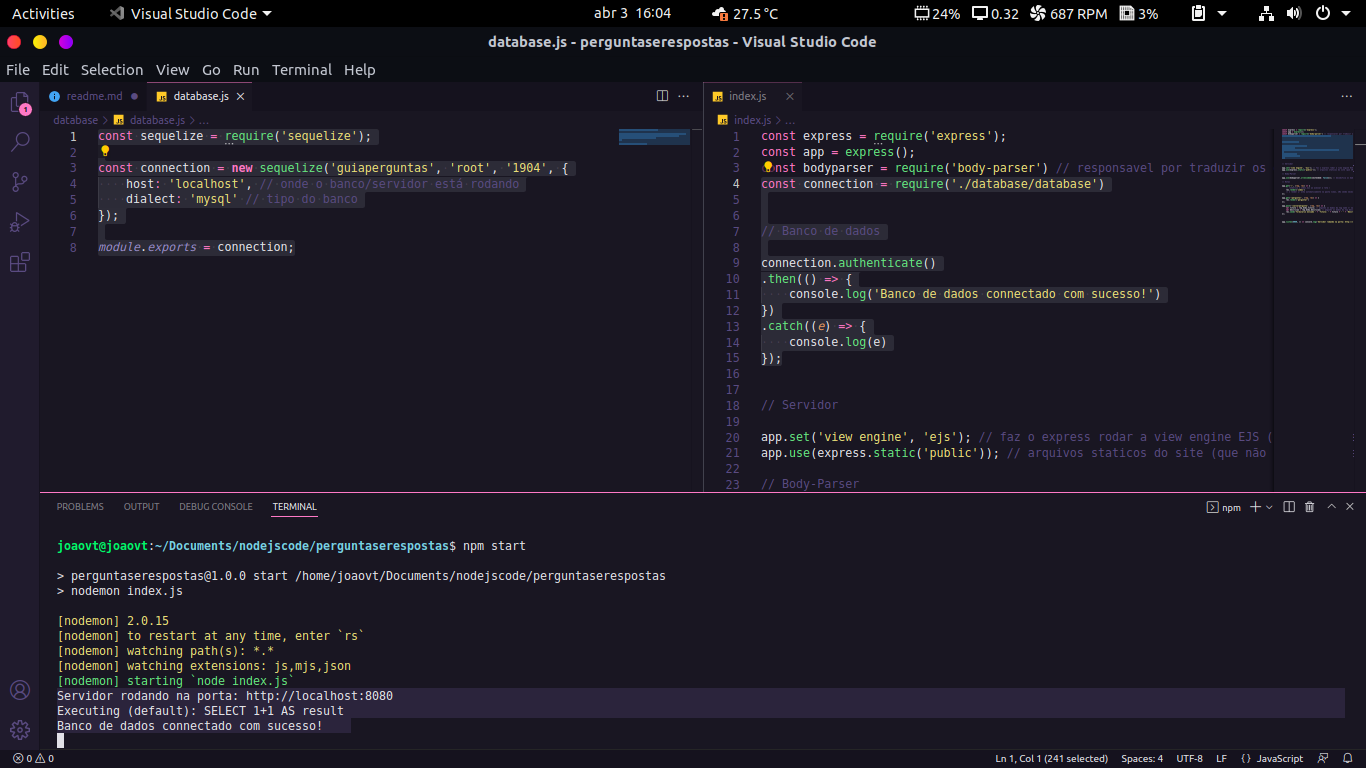 Activities
Visual Studio Code
abr 3 16:04
27.5 °C
24%
0.32
687 RPM
3%
database.js - perguntaserespostas - Visual Studio Code
File Edit Selection View Go Run Terminal Help
1
readme.md
database.js
database > database.js > ...
1 const sequelize = require('sequelize');
2
3 const connection = new sequelize('guiaperguntas', 'root', '1904', {
4 host: 'localhost', // onde o banco/servidor está rodando
5 dialect: 'mysql' // tipo do banco
6 });
7
8 module.exports = connection;
index.js
index.js > ...
1 const express = require('express');
2 const app = express();
3 const bodyparser = require('body-parser') // responsavel por traduzir os
4 const connection = require('./database/database')
5
6
7 // Banco de dados
8
9 connection.authenticate()
10 .then(() => {
11 console.log('Banco de dados connectado com sucesso!')
12 })
13 .catch((e) => {
14 console.log(e)
15 });
16
17
18 // Servidor
19
20 app.set('view engine', 'ejs'); // faz o express rodar a view engine EJS (
21 app.use(express.static('public')); // arquivos staticos do site (que não
22
23 // Body-Parser
PROBLEMS OUTPUT DEBUG CONSOLE TERMINAL
npm
joaovt@joaovt:~/Documents/nodejscode/perguntaserespostas$ npm start
> perguntaserespostas@1.0.0 start /home/joaovt/Documents/nodejscode/perguntaserespostas
> nodemon index.js
[nodemon] 2.0.15
[nodemon] to restart at any time, enter `rs`
[nodemon] watching path(s): *.*
[nodemon] watching extensions: js,mjs,json
[nodemon] starting `node index.js`
Servidor rodando na porta: http://localhost:8080
Executing (default): SELECT 1+1 AS result
Banco de dados connectado com sucesso!
0 0
Ln 1, Col 1 (241 selected) Spaces: 4 UTF-8 LF {} JavaScript